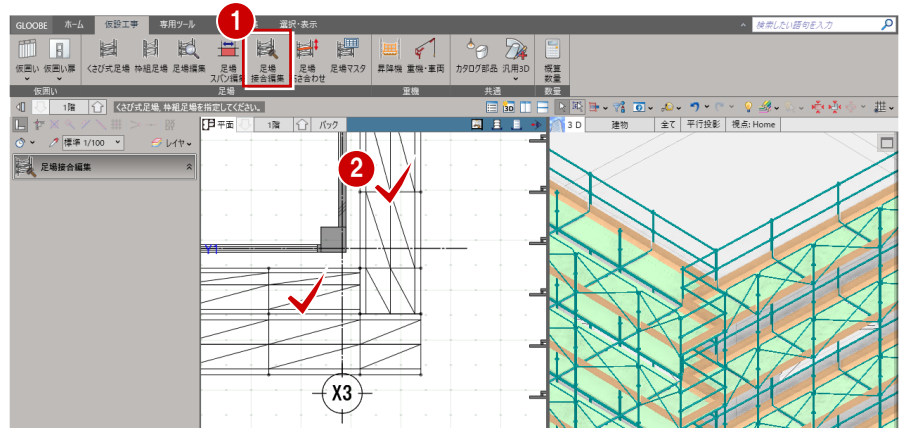 GLOOBE ホーム 仮設工事 専用ツール 選択・表示 検索したい語句を入力
1
仮囲い 仮囲い扉 くさび式足場 枠組足場 足場編集 足場 スパン編集 足場 接合編集 足場 足場マスタ 昇降機 重機・車両 カタログ部品 汎用3D 概算 数量
仮囲い 足場 重機 共通 数量
1階 くさび式足場, 枠組足場を指定してください。
平面 1階 バック 3D 建物 全て 平行投影 視点: Home
標準 1/100 レイヤ
足場接合編集
2
Y1
X3